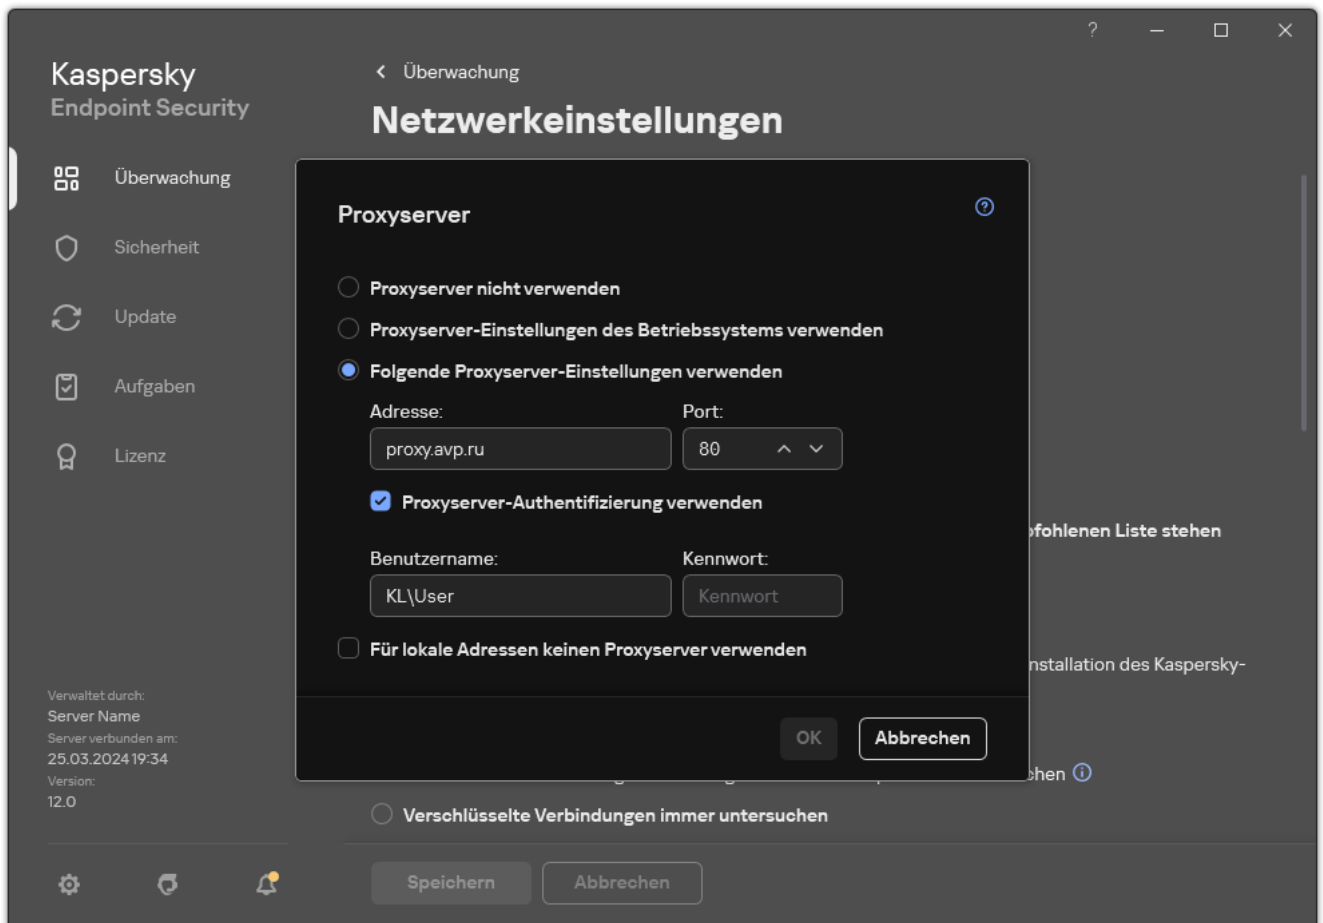 Kaspersky
Endpoint Security
Überwachung
Sicherheit
Update
Aufgaben
Lizenz
Verwaltet durch:
Server Name
Server verbunden am:
25.03.2024 19:34
Version:
12.0
?
Überwachung
Netzwerkeinstellungen
Proxyserver
?
Proxyserver nicht verwenden
Proxyserver-Einstellungen des Betriebssystems verwenden
Folgende Proxyserver-Einstellungen verwenden
Adresse: Port:
proxy.avp.ru 80
Proxyserver-Authentifizierung verwenden
Benutzername: Kennwort:
KL\User Kennwort
Für lokale Adressen keinen Proxyserver verwenden
OK Abbrechen
Liste stehen
des Kaspersky-
Verschlüsselte Verbindungen immer untersuchen
Speichern Abbrechen